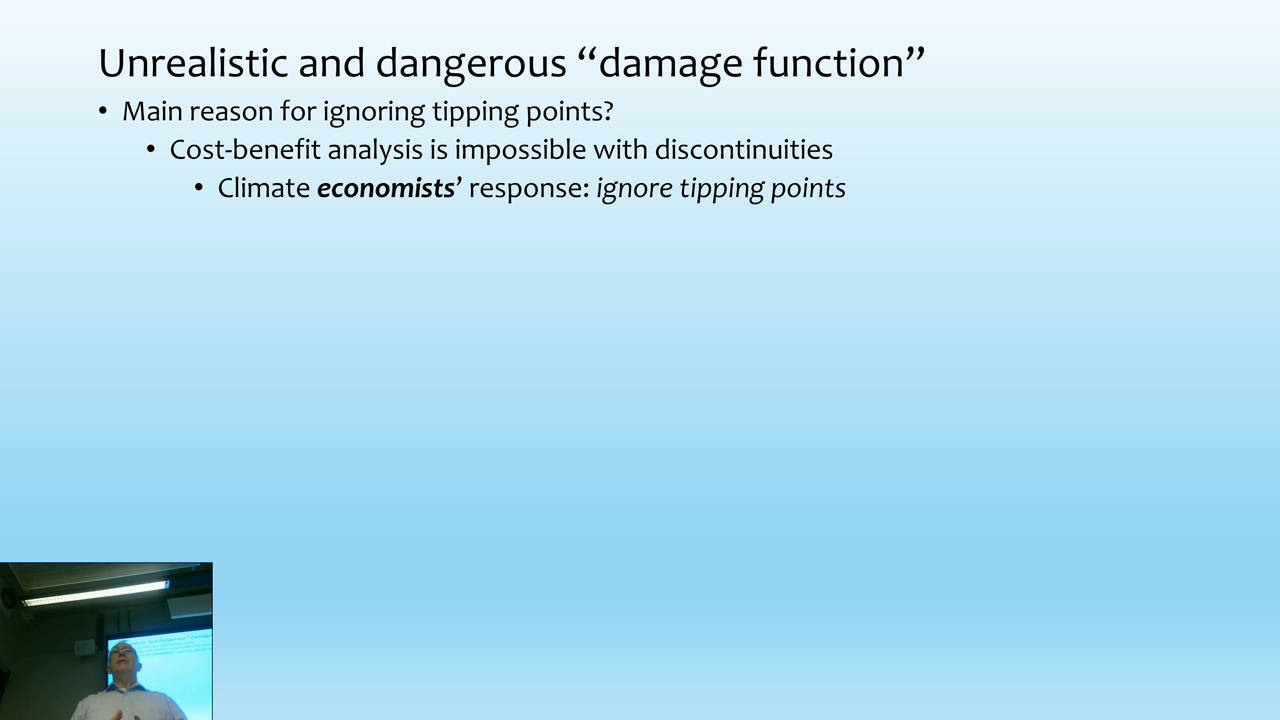 Unrealistic and dangerous “damage function”
• Main reason for ignoring tipping points?
• Cost-benefit analysis is impossible with discontinuities
• Climate economists’ response: ignore tipping points